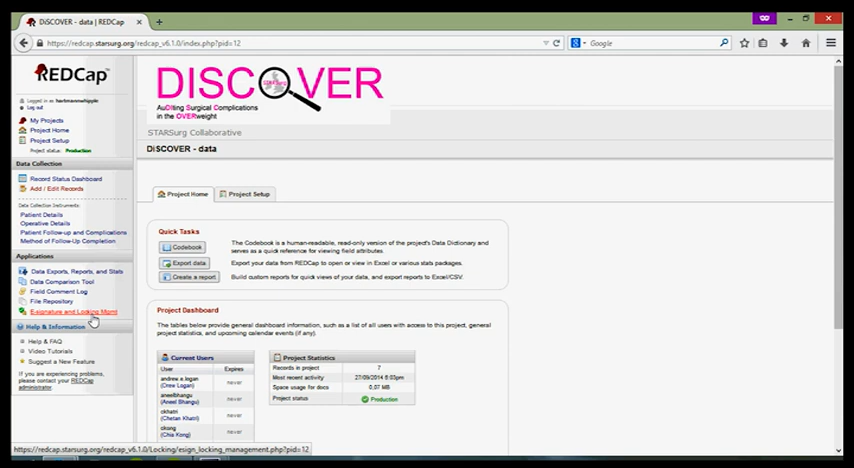 DiSCOVER - data | REDCap
https://redcap.starsurg.org/redcap_v6.1.0/index.php?pid=12
Google
REDCap
Logged in as hartmannwhipple
Log out
My Projects
Project Home
Project Setup
Project status: Production
Data Collection
Record Status Dashboard
Add / Edit Records
Data Collection Instruments:
Patient Details
Operative Details
Patient Follow-up and Complications
Method of Follow-Up Completion
Applications
Data Exports, Reports, and Stats
Data Comparison Tool
Field Comment Log
File Repository
E-signature and Locking Mgmt
Help & Information
Help & FAQ
Video Tutorials
Suggest a New Feature
If you are experiencing problems,
please contact your REDCap
administrator.
DISCOVER
AuDIting Surgical Complications
in the OVERweight
STARSurg Collaborative
DiSCOVER - data
Project Home
Project Setup
Quick Tasks
Codebook
The Codebook is a human-readable, read-only version of the project's Data Dictionary and
serves as a quick reference for viewing field attributes.
Export data
Export your data from REDCap to open or view in Excel or various stats packages.
Create a report
Build custom reports for quick views of your data, and export reports to Excel/CSV.
Project Dashboard
The tables below provide general dashboard information, such as a list of all users with access to this project, general
project statistics, and upcoming calendar events (if any).
Current Users
User Expires
andrew.e.logan
(Drew Logan)
never
aneelbhangu
(Aneel Bhangu)
never
okhatri
(Chetan Khatri)
never
ckong
(Chia Kong)
never
Project Statistics
Records in project 7
Most recent activity 27/09/2014 6:03pm
Space usage for docs 0.07 MB
Project status Production
https://redcap.starsurg.org/redcap_v6.1.0/Locking/esign_locking_management.php?pid=12